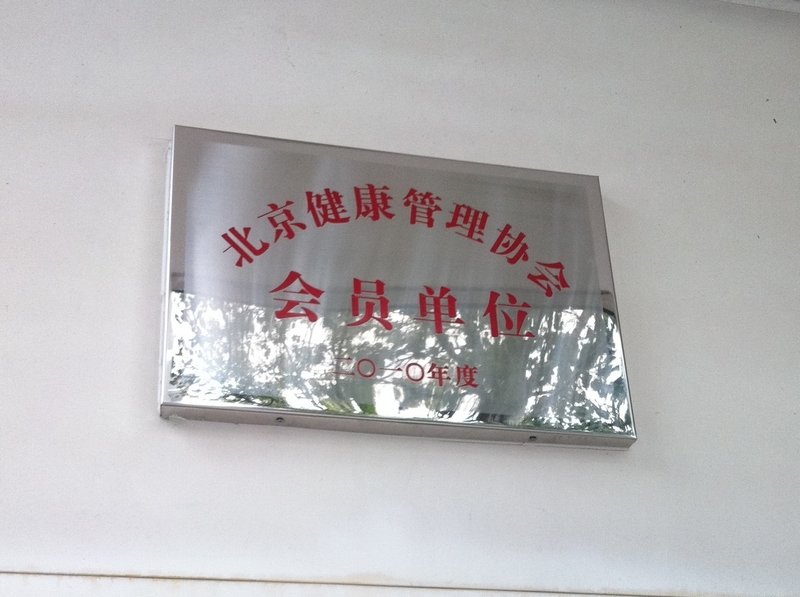 北京健康管理协会
会员单位
二〇一〇年度